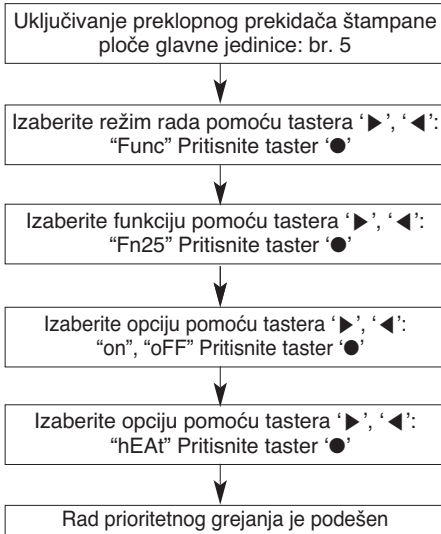 Uključivanje preklopnog prekidača štampane
ploče glavne jedinice: br. 5
Izaberite režim rada pomoću tastera ‘▶’, ‘◀’:
“Func” Pritisnite taster ‘●’
Izaberite funkciju pomoću tastera ‘▶’, ‘◀’:
“Fn25” Pritisnite taster ‘●’
Izaberite opciju pomoću tastera ‘▶’, ‘◀’:
“on”, “oFF” Pritisnite taster ‘●’
Izaberite opciju pomoću tastera ‘▶’, ‘◀’:
“hEAt” Pritisnite taster ‘●’
Rad prioritetnog grejanja je podešen